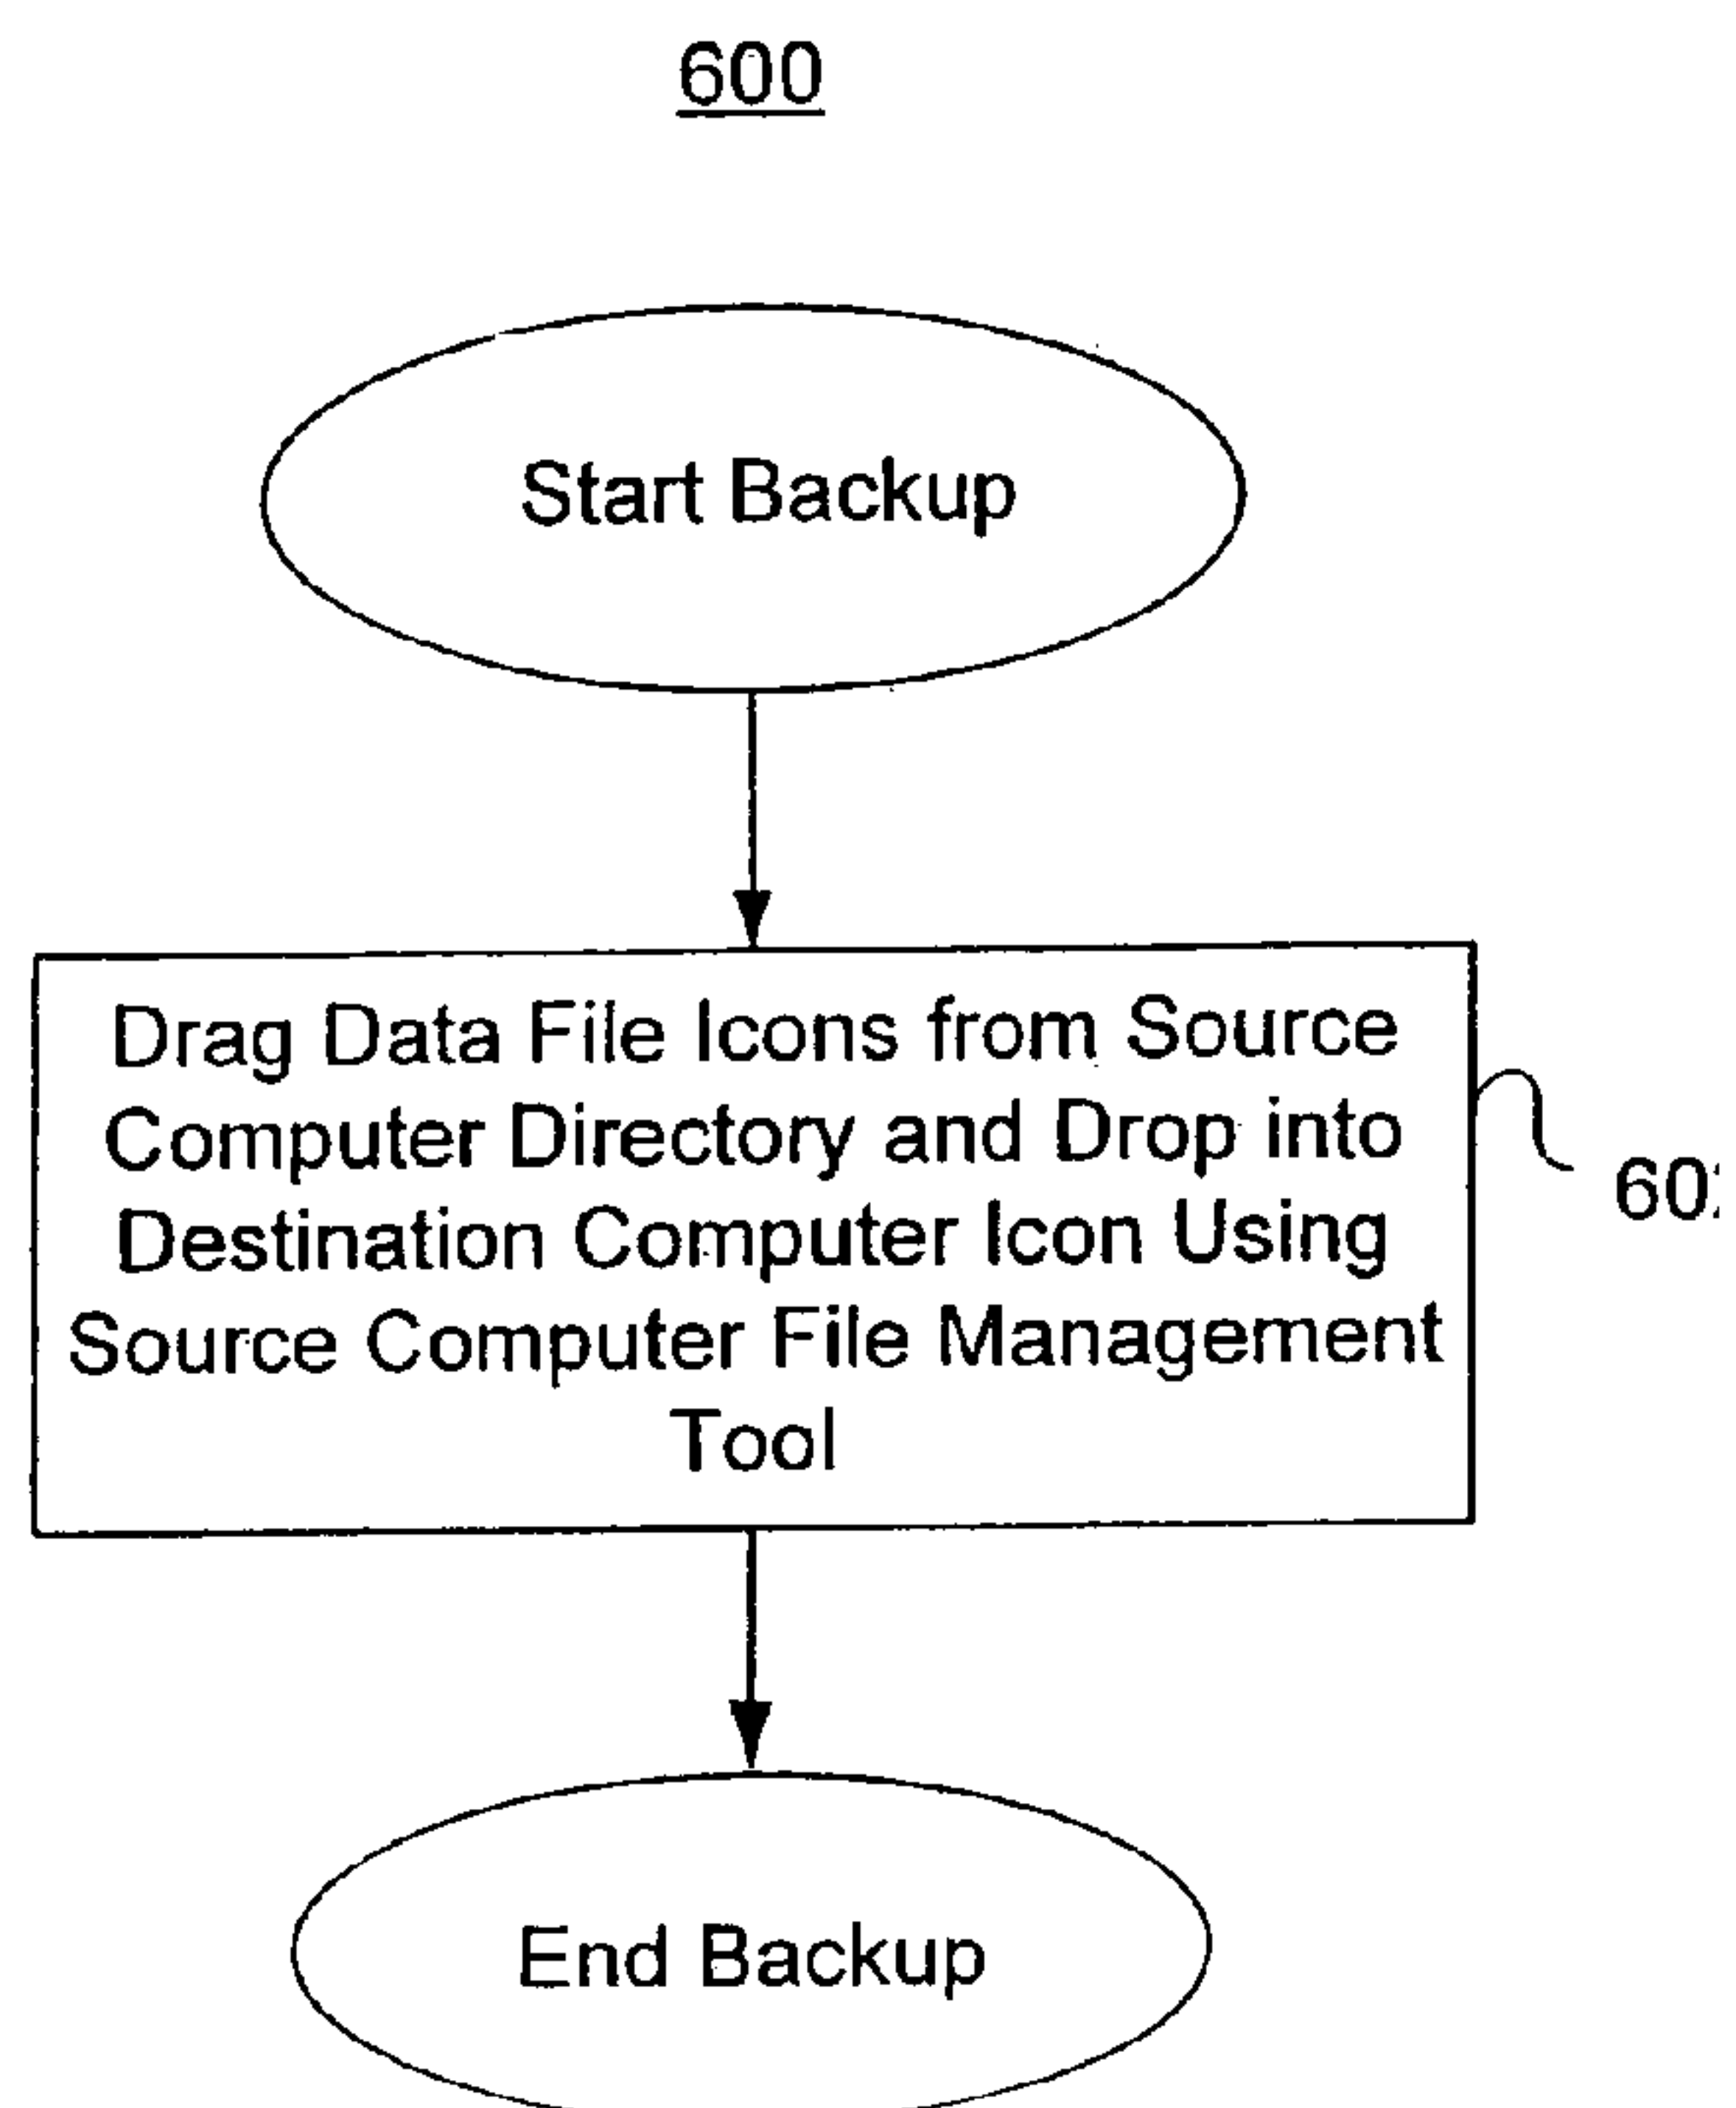 600
Start Backup
Drag Data File Icons from Source
Computer Directory and Drop into
Destination Computer Icon Using
Source Computer File Management
Tool
End Backup